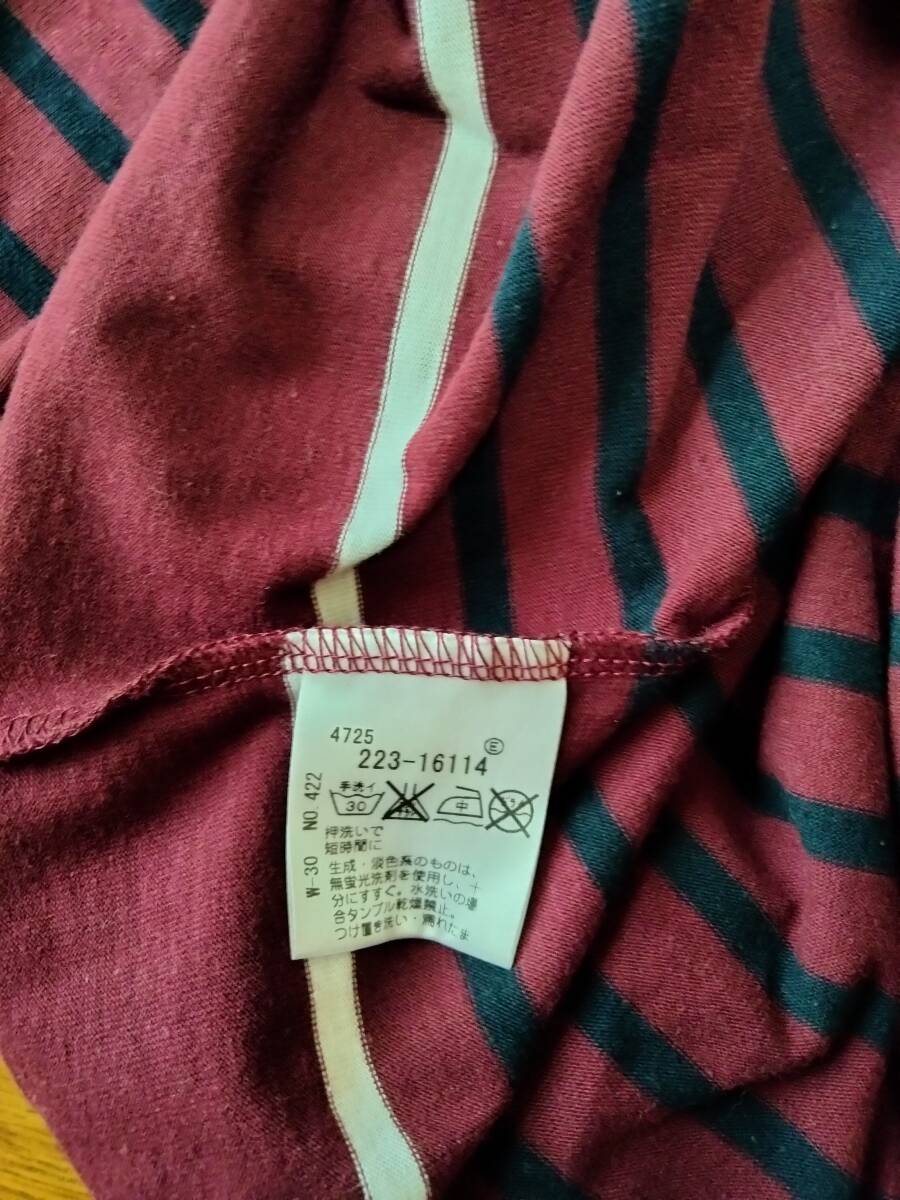 4725
223-16114 Ⓔ
手洗イ
30
中
W-30 NO.422
押洗いで
短時間に
生成・淡色系のものは、
無蛍光洗剤を使用し、十
分にすすぐ。水洗いの場
合タンブル乾燥禁止。
つけ置き洗い・濡れたま